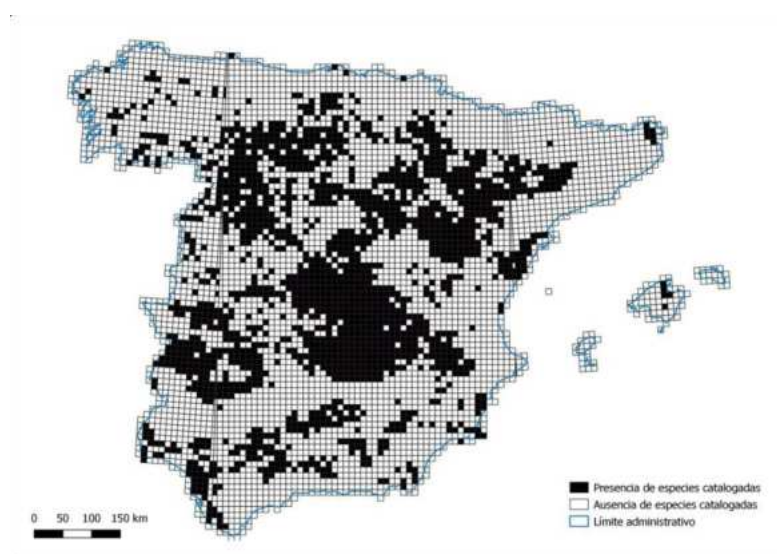 Presencia de especies catalogadas
Ausencia de especies catalogadas
Límite administrativo
0 50 100 150 km